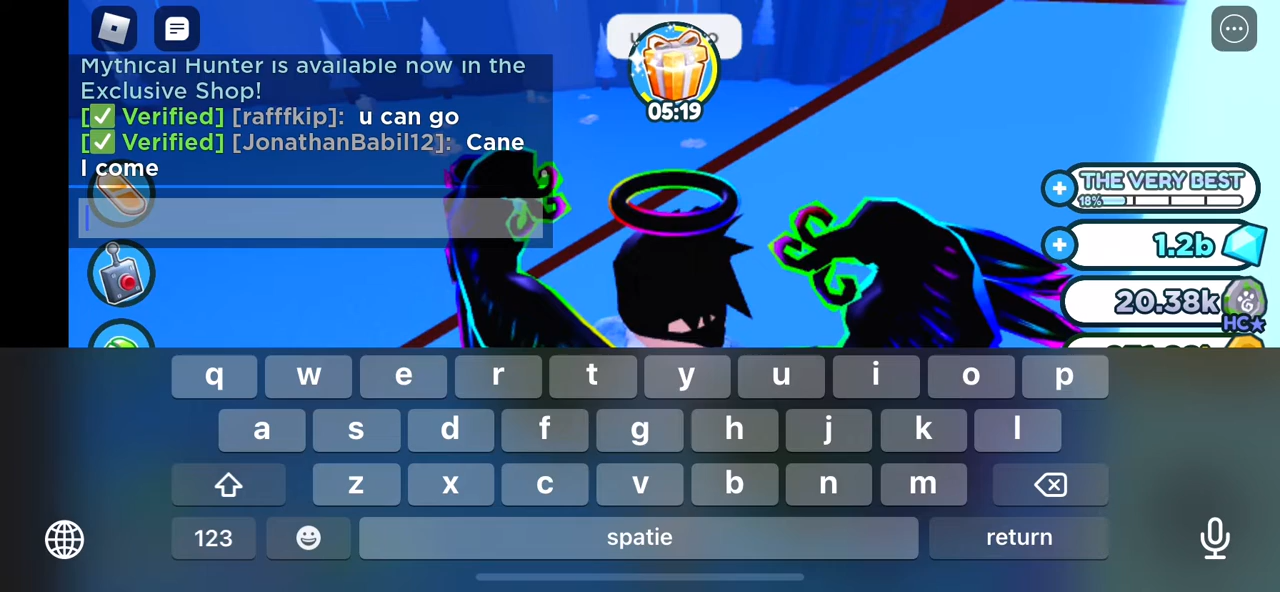 Mythical Hunter is available now in the
Exclusive Shop!
[✅ Verified] [rafffkip]: u can go
[✅ Verified] [JonathanBabil12]: Cane
I come
05:19
THE VERY BEST
18%
1.2b
20.38k
HC★
q w e r t y u i o p
a s d f g h j k l
z x c v b n m
123 spatie return